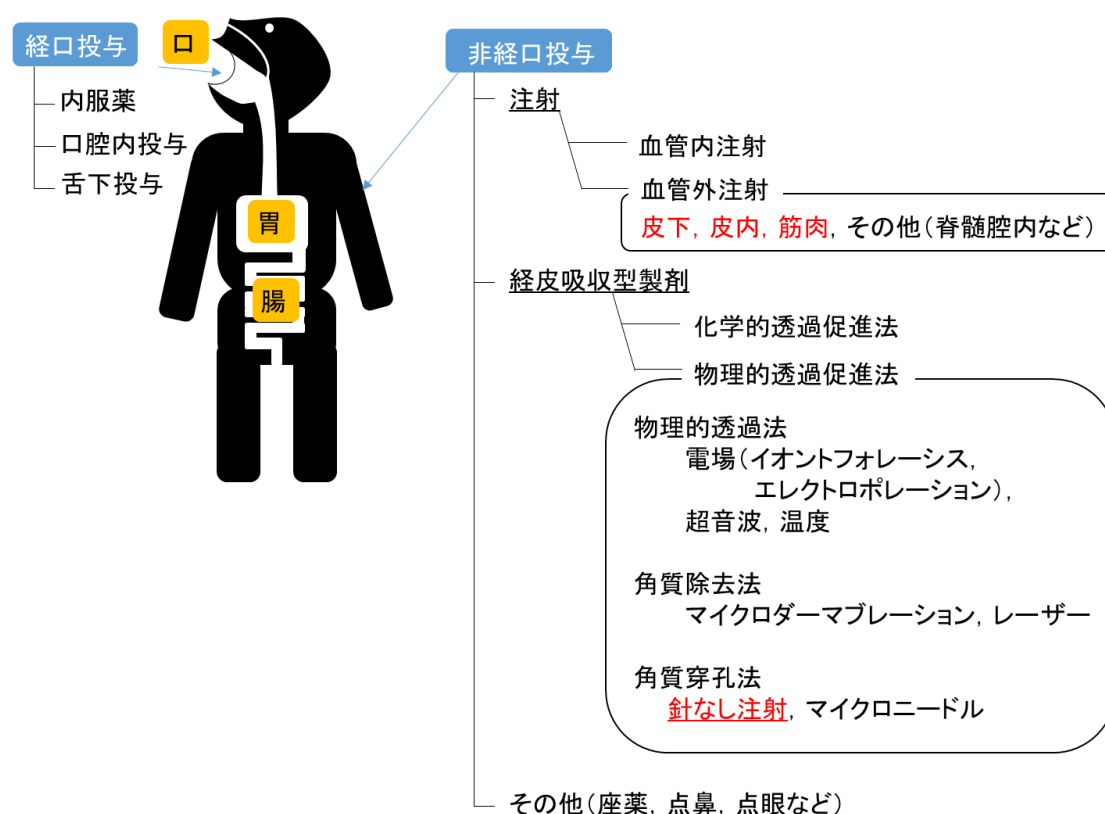 経口投与
口
内服薬
口腔内投与
舌下投与
胃
腸
非経口投与
注射
血管内注射
血管外注射
皮下, 皮内, 筋肉, その他（脊髄腔内など）
経皮吸収型製剤
化学的透過促進法
物理的透過促進法
物理的透過法
電場（イオントフォレーシス,
エレクトロポレーション）,
超音波, 温度
角質除去法
マイクロダーマブレーション, レーザー
角質穿孔法
針なし注射, マイクロニードル
その他（座薬, 点鼻, 点眼など）